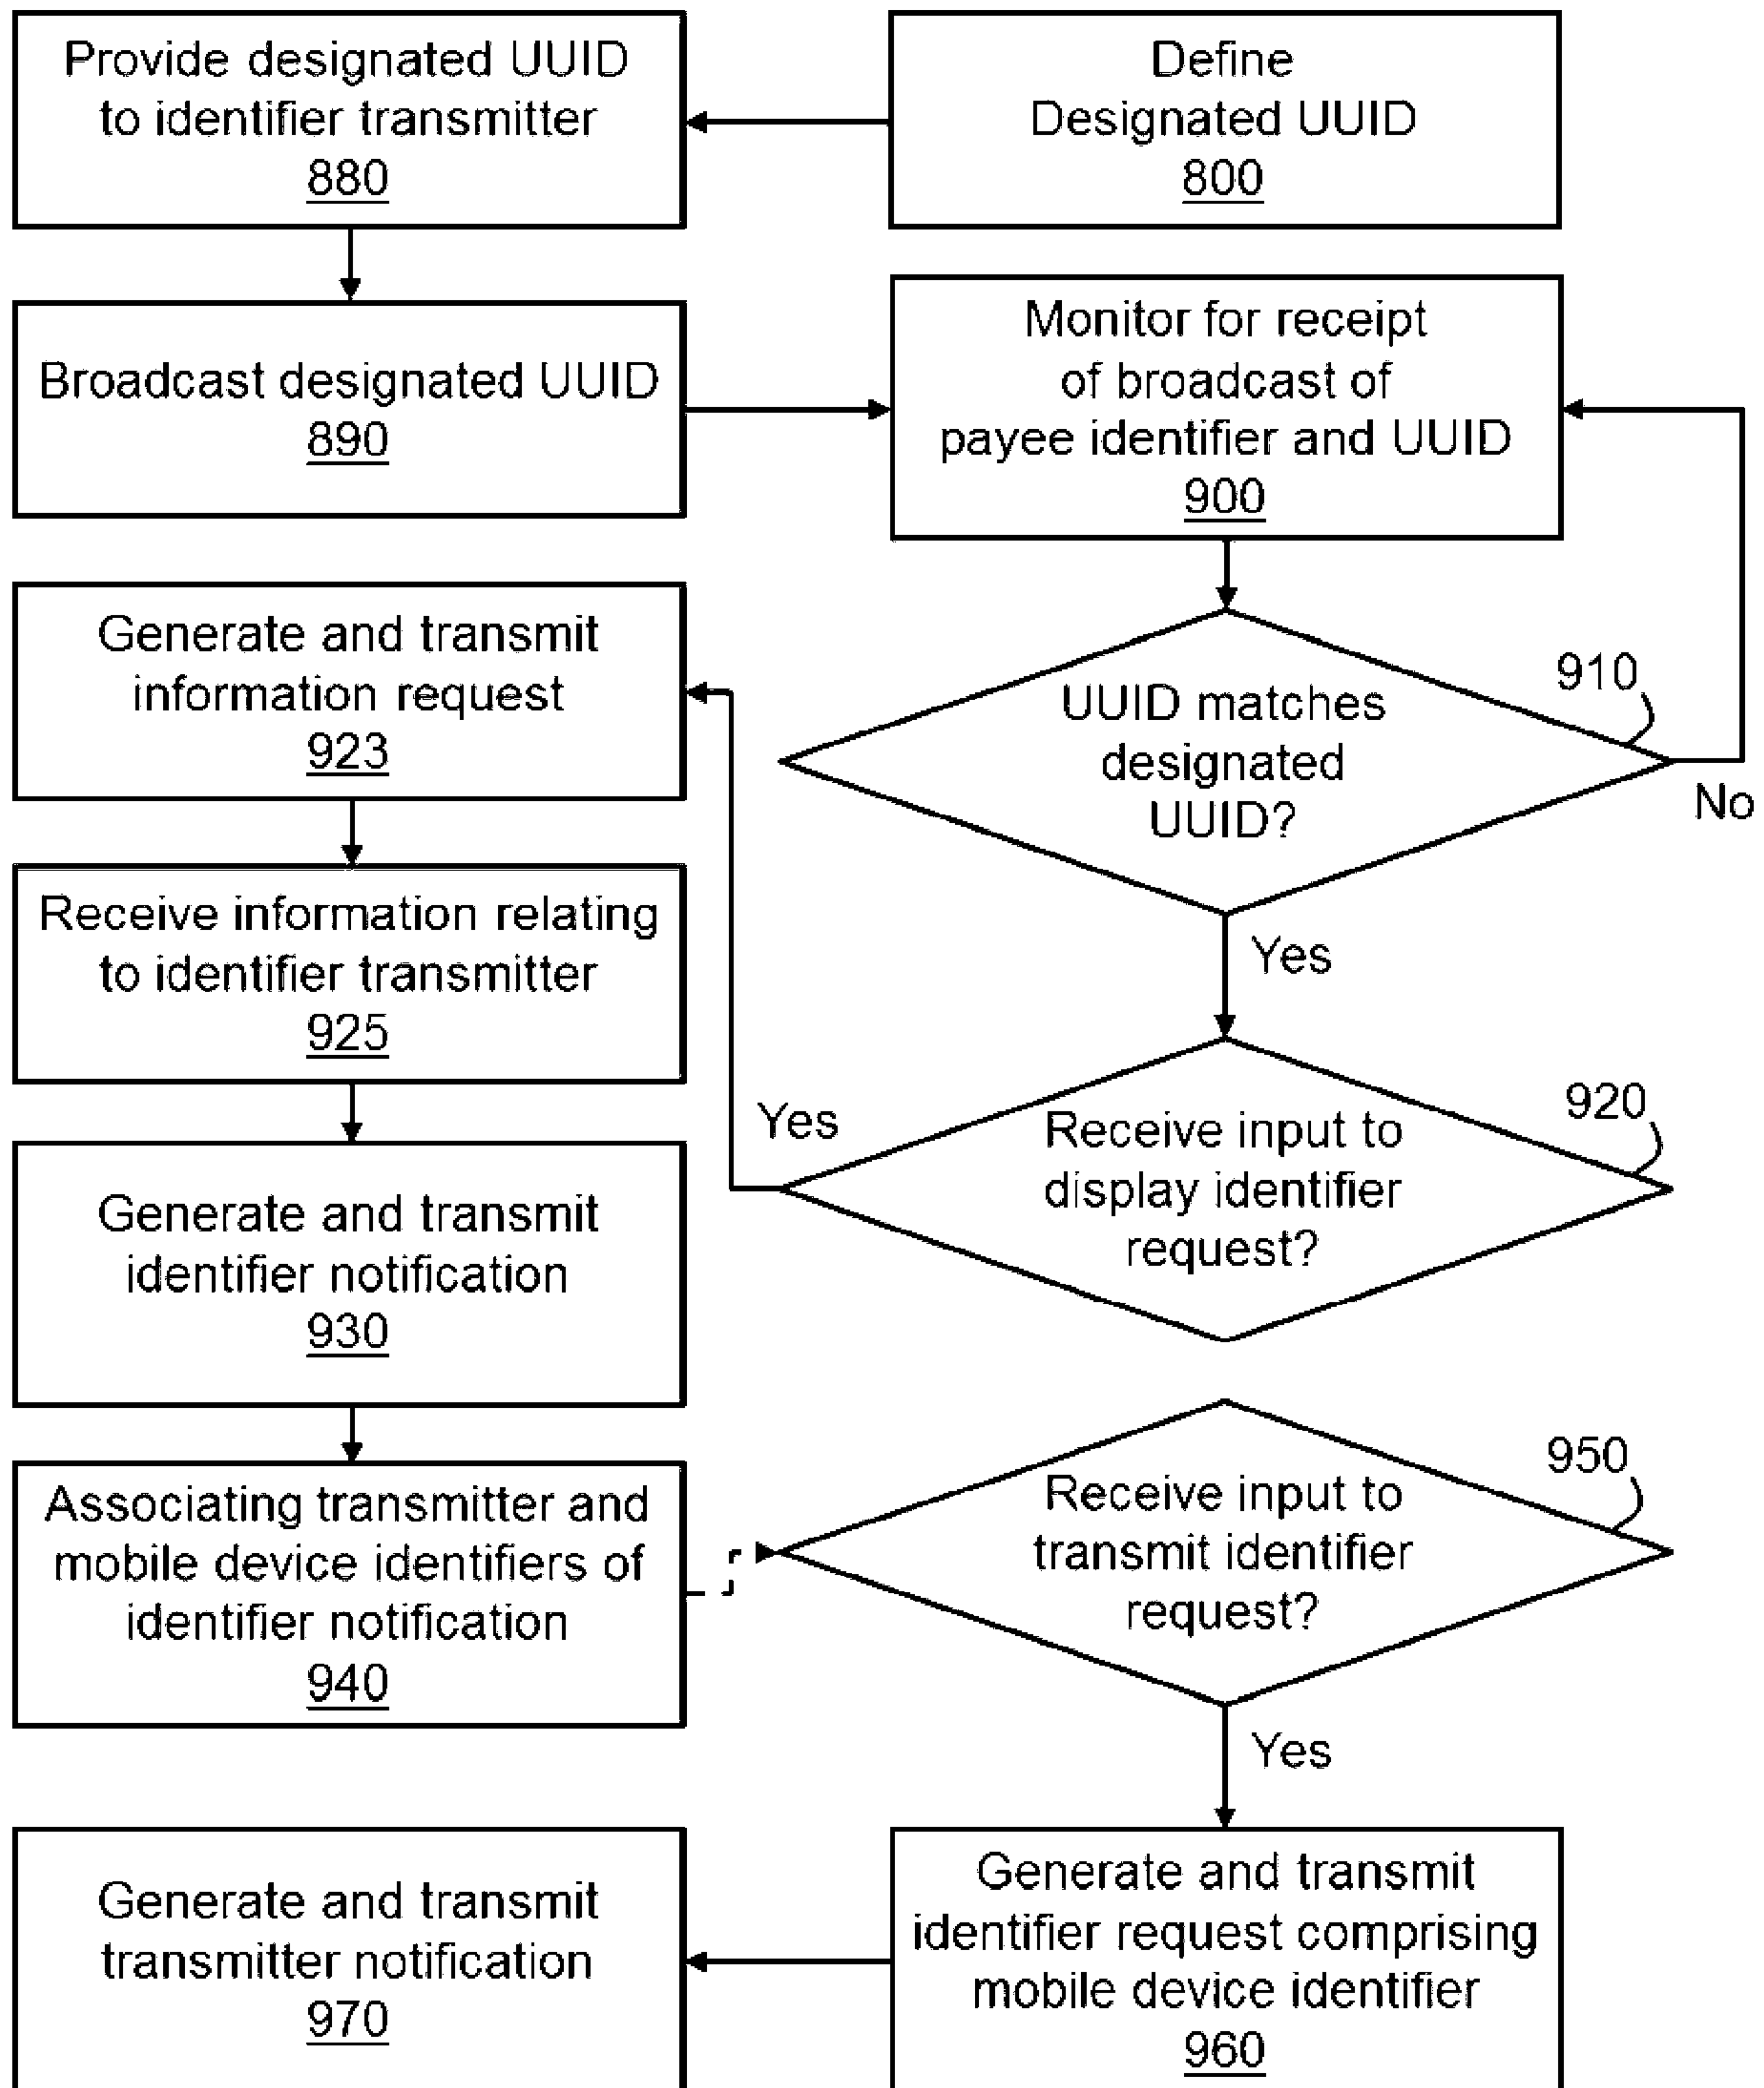 Provide designated UUID
to identifier transmitter
880
Define
Designated UUID
800
Broadcast designated UUID
890
Monitor for receipt
of broadcast of
payee identifier and UUID
900
Generate and transmit
information request
923
UUID matches
designated
UUID?
910
No
Yes
Receive information relating
to identifier transmitter
925
Receive input to
display identifier
request?
920
Yes
Generate and transmit
identifier notification
930
Associating transmitter and
mobile device identifiers of
identifier notification
940
Receive input to
transmit identifier
request?
950
Yes
Generate and transmit
identifier request comprising
mobile device identifier
960
Generate and transmit
transmitter notification
970